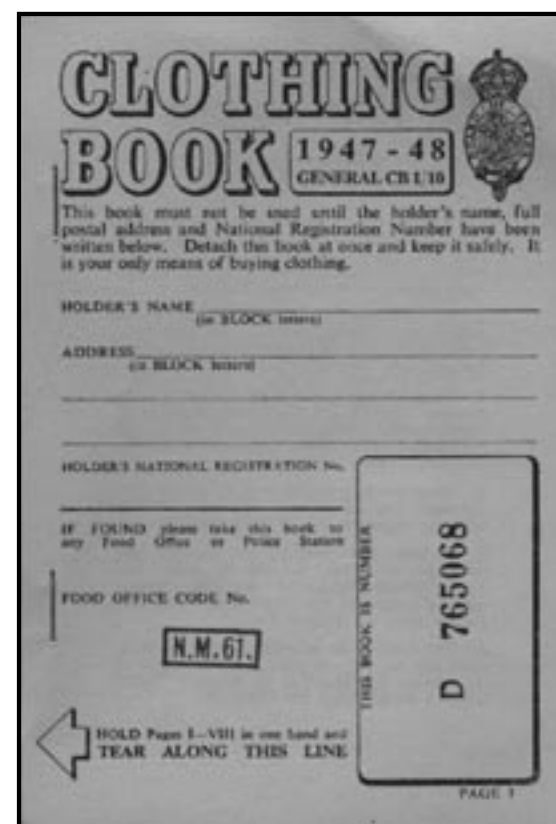 CLOTHING
BOOK
1947 - 48
GENERAL CB 1/10
This book must not be used until the holder's name, full
postal address and National Registration Number have been
written below. Detach this book at once and keep it safely. It
is your only means of buying clothing.
HOLDER'S NAME
(in BLOCK letters)
ADDRESS
(in BLOCK letters)
HOLDER'S NATIONAL REGISTRATION No.
IF FOUND please take this book to
any Food Office or Police Station
FOOD OFFICE CODE No.
N.M.61.
HOLD Pages I—VIII in one hand and
TEAR ALONG THIS LINE
THIS BOOK IS NUMBER
D 765068
PAGE I